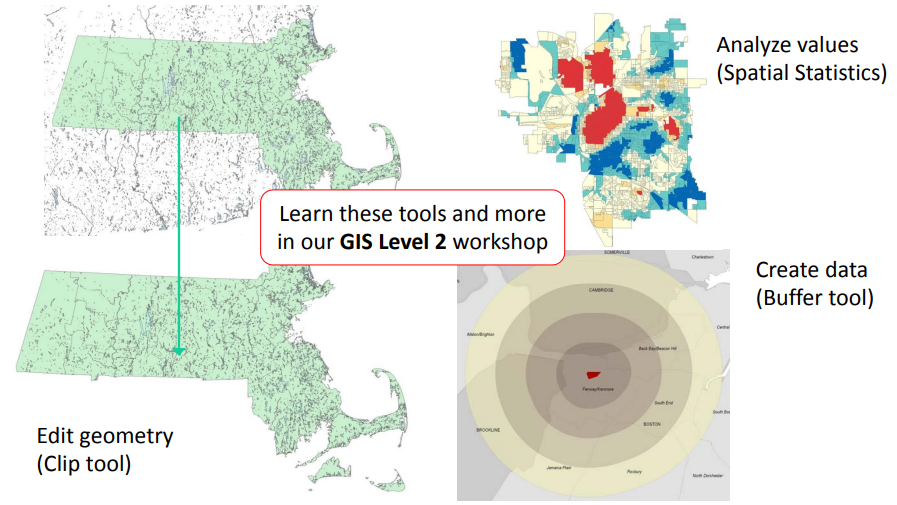 Analyze values
(Spatial Statistics)
Learn these tools and more
in our GIS Level 2 workshop
Create data
(Buffer tool)
Edit geometry
(Clip tool)
SOMERVILLE
Charlestown
CAMBRIDGE
Allston/Brighton
Central
Back Bay/Beacon Hill
Fenway/Kenmore
South End
South Bos
BROOKLINE
BOSTON
Jamaica Plain
Roxbury
North Dorchester